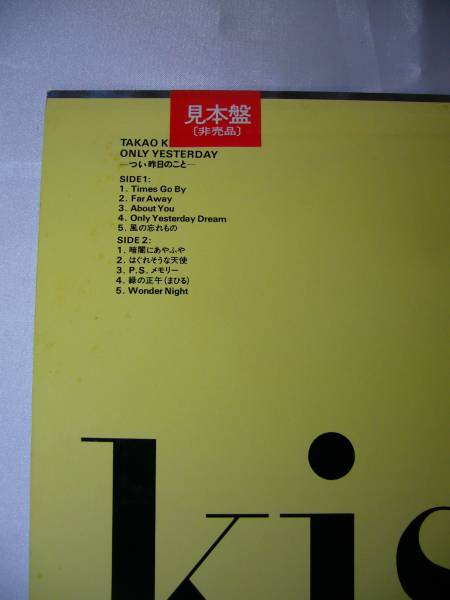 見本盤
〔非売品〕
TAKAO K
ONLY YESTERDAY
—つい昨日のこと—
SIDE 1:
1. Times Go By
2. Far Away
3. About You
4. Only Yesterday Dream
5. 風の忘れもの
SIDE 2:
1. 暗闇にあやふや
2. はぐれそうな天使
3. P.S. メモリー
4. 緑の正午(まひる)
5. Wonder Night
kis